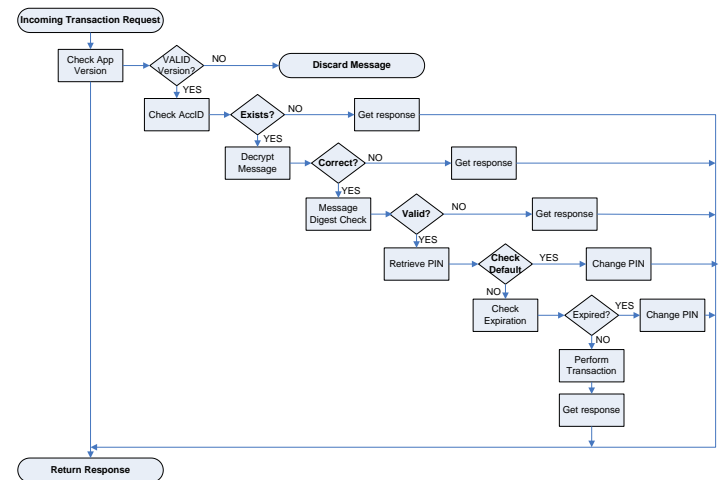 Incoming Transaction Request
Check App
Version
VALID
Version?
NO
Discard Message
YES
Check AccID
Exists?
NO
Get response
YES
Decrypt
Message
Correct?
NO
Get response
YES
Message
Digest Check
Valid?
NO
Get response
YES
Retrieve PIN
Check
Default
YES
Change PIN
NO
Check
Expiration
Expired?
YES
Change PIN
NO
Perform
Transaction
Get response
Return Response